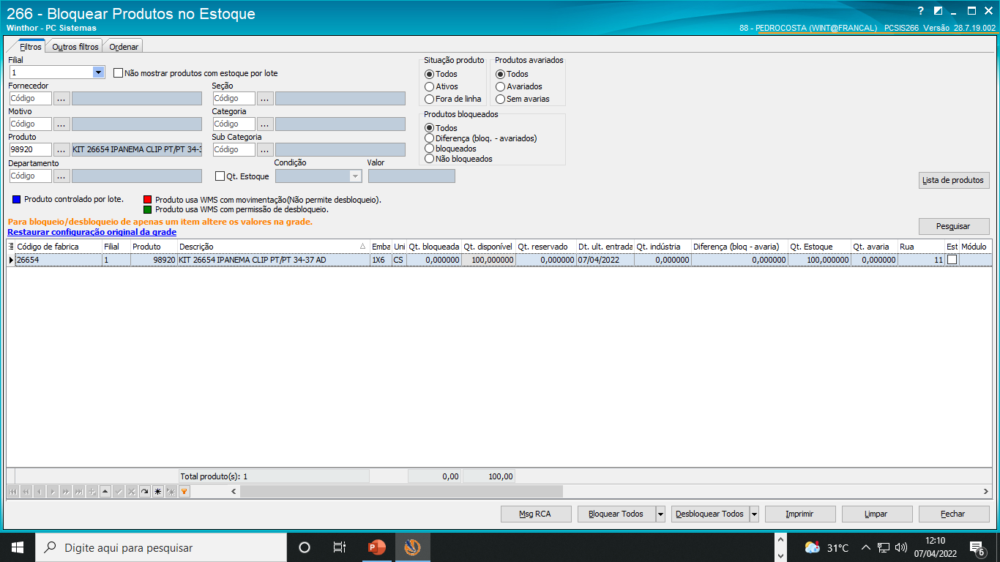 266 - Bloquear Produtos no Estoque
Winthor - PC Sistemas
88 - PEDROCOSTA (WINT@FRANCAL) PCSIS266 Versão 28.7.19.002
Filtros Outros filtros Ordenar
Filial
1
Não mostrar produtos com estoque por lote
Fornecedor
Código ...
Seção
Código ...
Motivo
Código ...
Categoria
Código ...
Produto
98920 ... KIT 26654 IPANEMA CLIP PT/PT 34-3
Sub Categoria
Código ...
Departamento
Código ...
Qt. Estoque
Condição
Valor
Situação produto
Todos
Ativos
Fora de linha
Produtos avariados
Todos
Avariados
Sem avarias
Produtos bloqueados
Todos
Diferença (bloq. - avariados)
bloqueados
Não bloqueados
Lista de produtos
Produto controlado por lote.
Produto usa WMS com movimentação(Não permite desbloqueio).
Produto usa WMS com permissão de desbloqueio.
Para bloqueio/desbloqueio de apenas um item altere os valores na grade.
Restaurar configuração original da grade
Pesquisar
Código de fabrica Filial Produto Descrição Emba Uni Qt. bloqueada Qt. disponível Qt. reservado Dt. ult. entrada Qt. indústria Diferença (bloq - avaria) Qt. Estoque Qt. avaria Rua Est Módulo
26654 1 98920 KIT 26654 IPANEMA CLIP PT/PT 34-37 AD 1X6 CS 0,000000 100,000000 0,000000 07/04/2022 0,000000 0,000000 100,000000 0,000000 11
Total produto(s): 1 0,00 100,00
Msg RCA Bloquear Todos Desbloquear Todos Imprimir Limpar Fechar
Digite aqui para pesquisar
31°C
12:10
07/04/2022
6